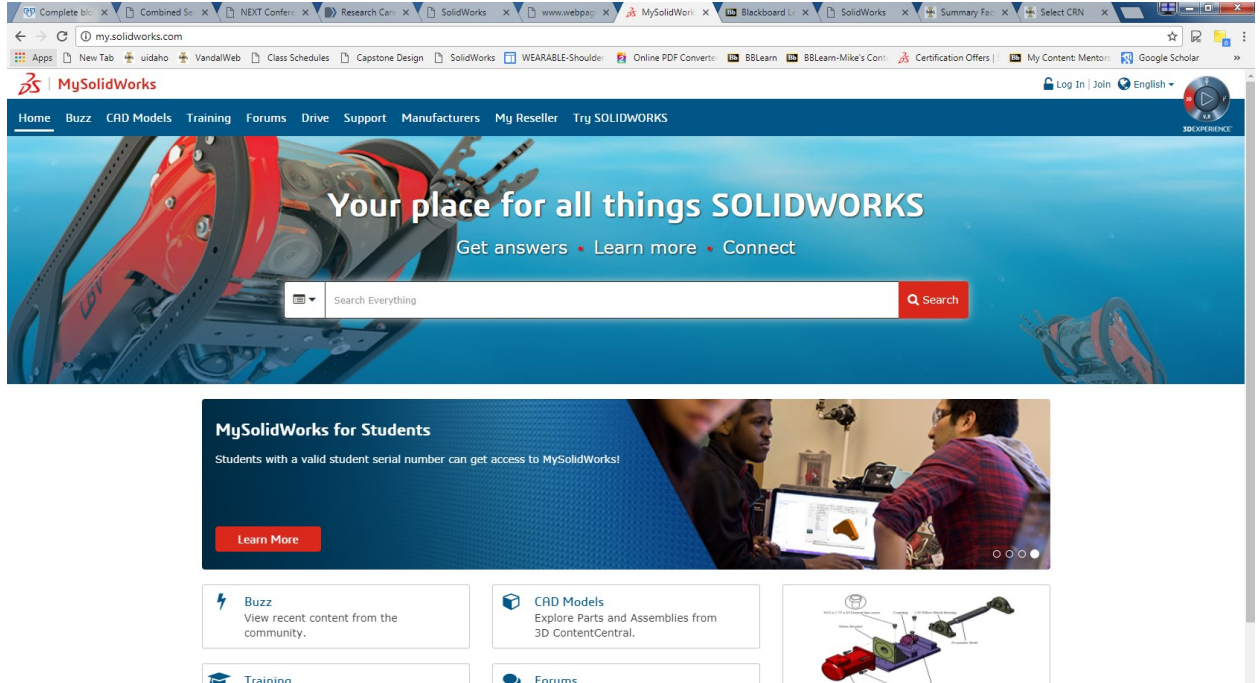 Complete blo
Combined Se
NEXT Confere
Research Care
SolidWorks
www.webpag
MySolidWork
Blackboard Le
SolidWorks
Summary Fac
Select CRN
my.solidworks.com
Apps New Tab uidaho VandalWeb Class Schedules Capstone Design SolidWorks WEARABLE-Shoulder Online PDF Converte BBLearn BBLearn-Mike's Cont Certification Offers | My Content: Mentor Google Scholar »
MySolidWorks
Log In | Join English
3DEXPERIENCE
Home Buzz CAD Models Training Forums Drive Support Manufacturers My Reseller Try SOLIDWORKS
Your place for all things SOLIDWORKS
Get answers • Learn more • Connect
Search Everything
Search
MySolidWorks for Students
Students with a valid student serial number can get access to MySolidWorks!
Learn More
Buzz
View recent content from the
community.
CAD Models
Explore Parts and Assemblies from
3D ContentCentral.
Training
Forums